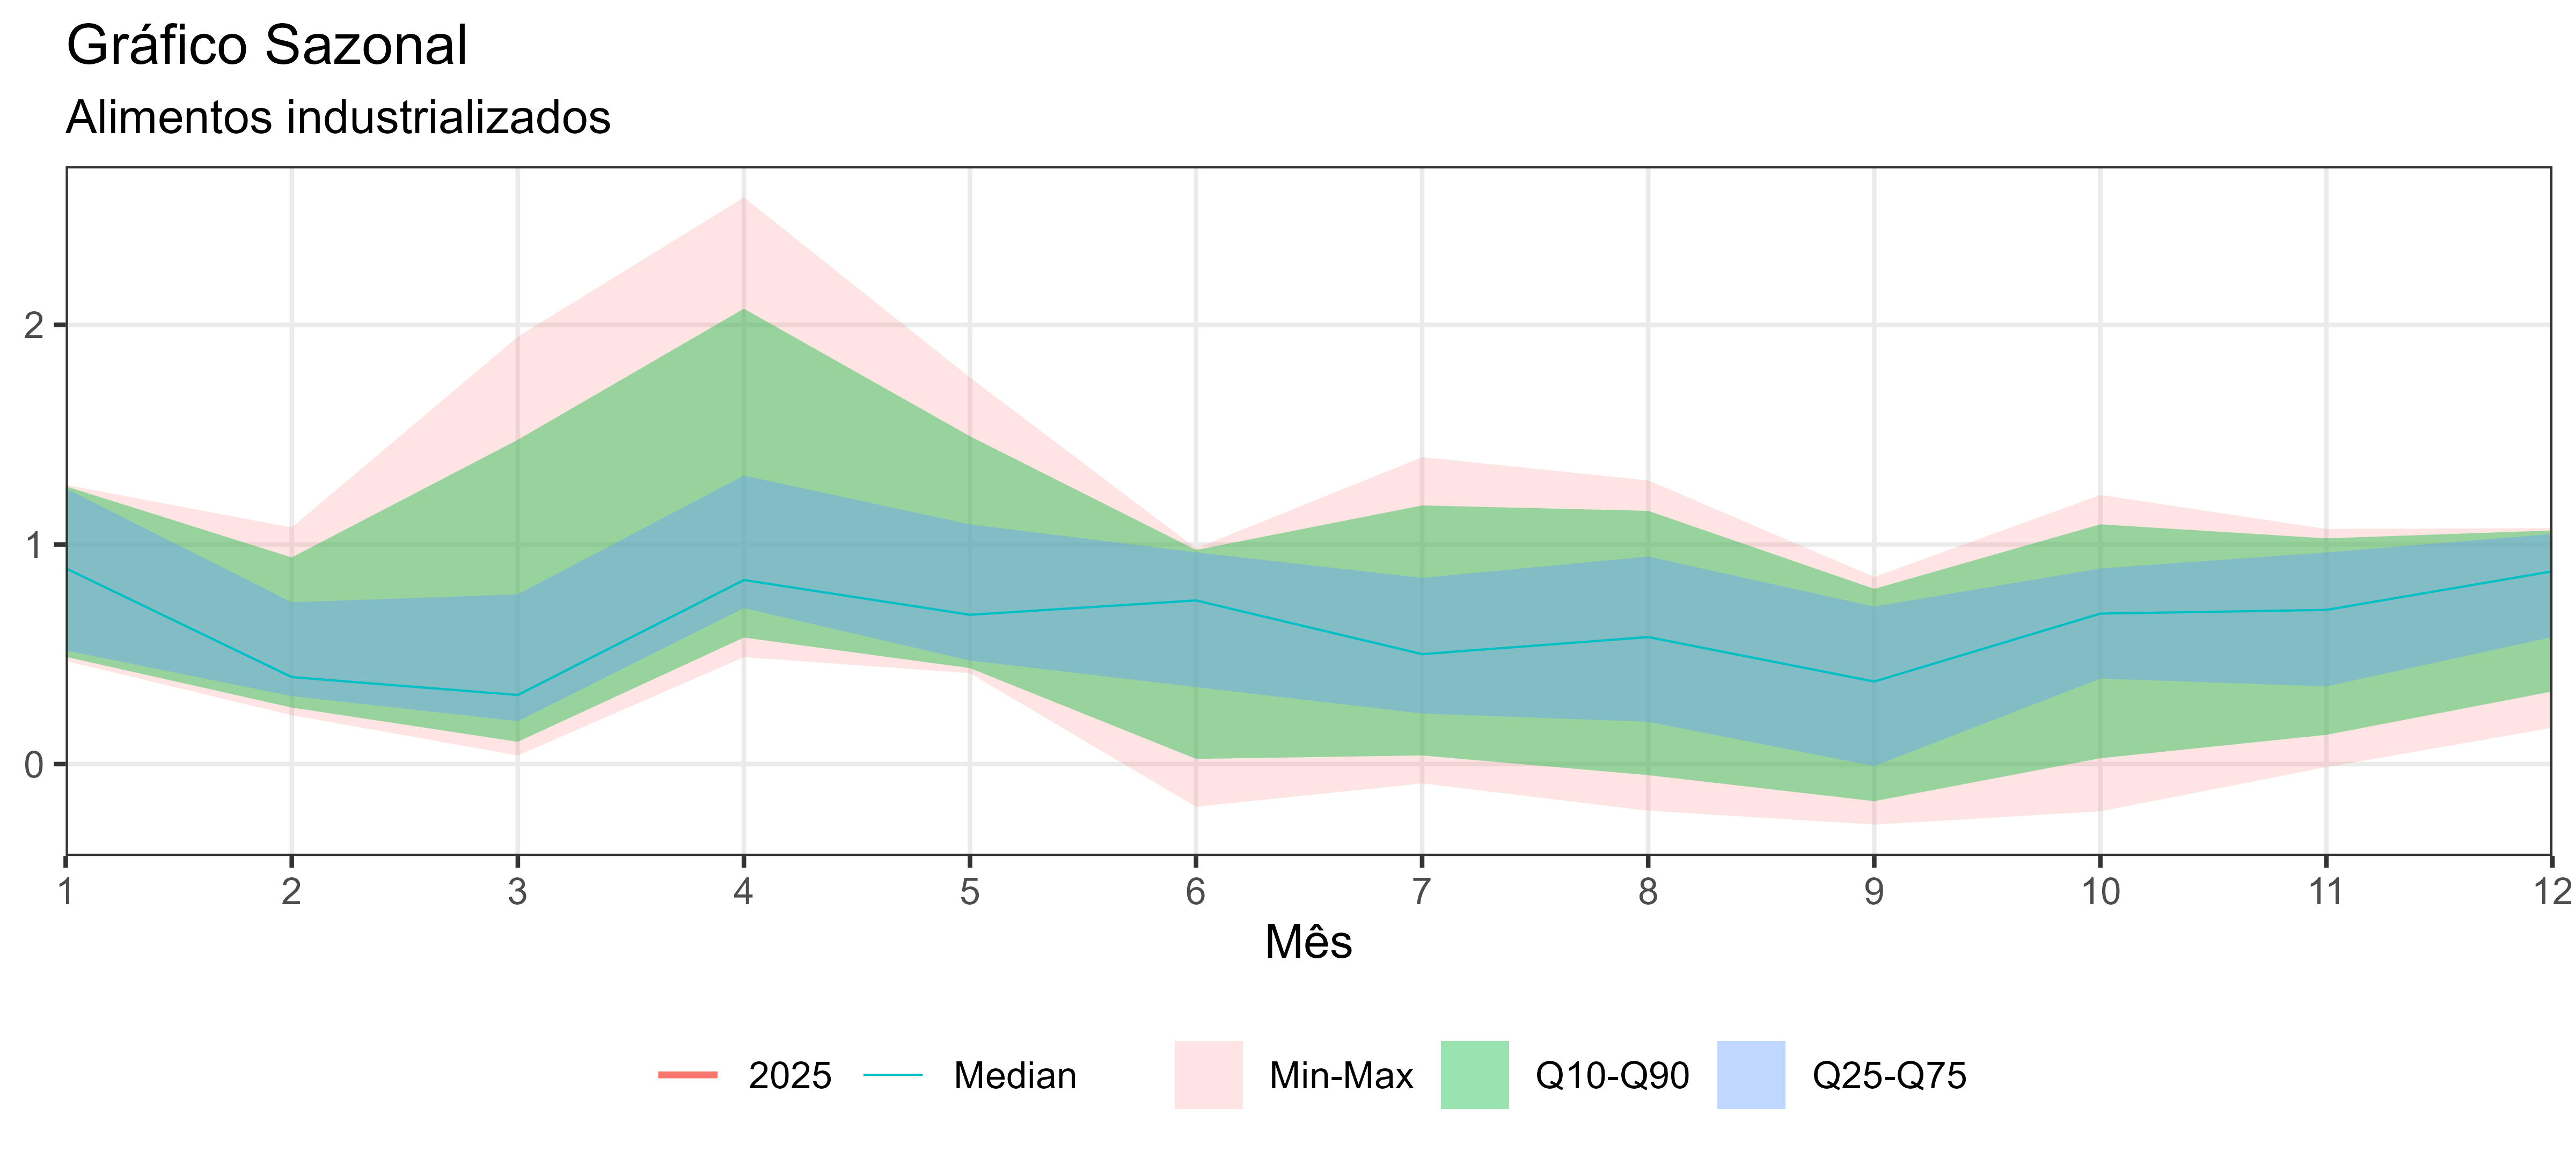 Gráfico Sazonal
Alimentos industrializados
2
1
0
1 2 3 4 5 6 7 8 9 10 11 12
Mês
2025 Median Min-Max Q10-Q90 Q25-Q75